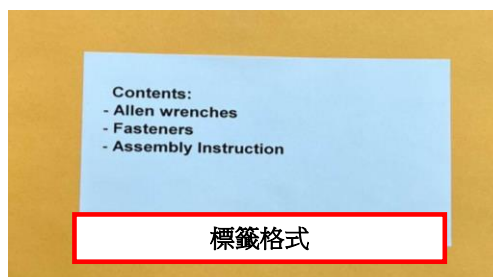 Contents:
- Allen wrenches
- Fasteners
- Assembly Instruction
標籤格式